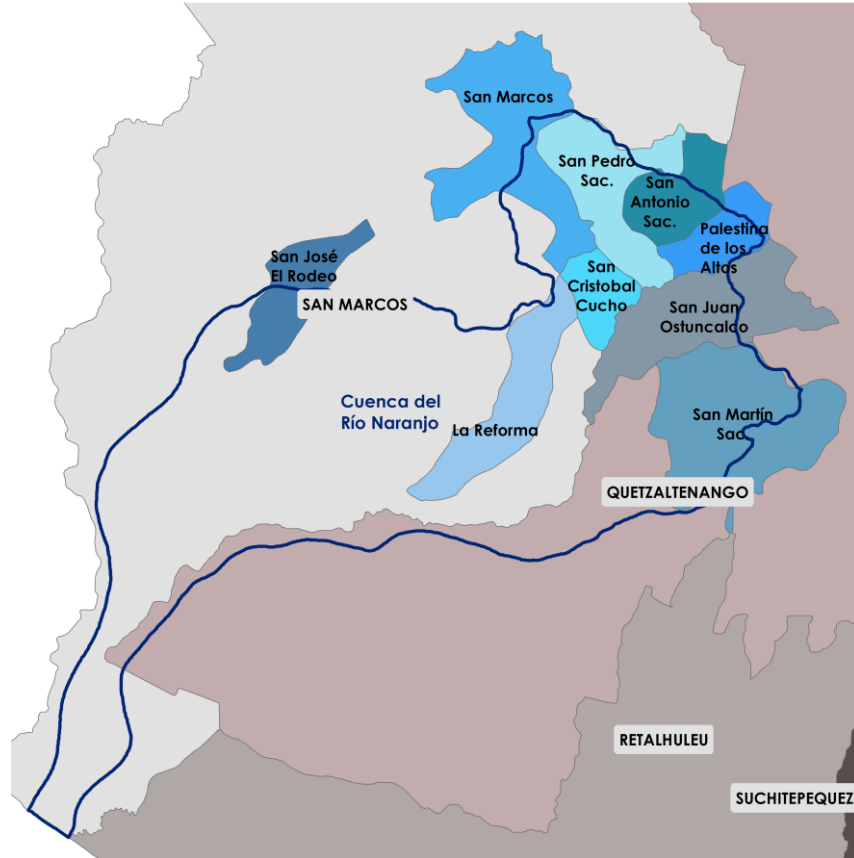 San Marcos
San Pedro
Sac.
San
Antonio
Sac.
Palestina
de los
Altos
San José
El Rodeo
SAN MARCOS
San
Cristobal
Cucho
San Juan
Ostuncalco
Cuenca del
Río Naranjo
La Reforma
San Martín
Sac.
QUETZALTENANGO
RETALHULEU
SUCHITEPEQUEZ